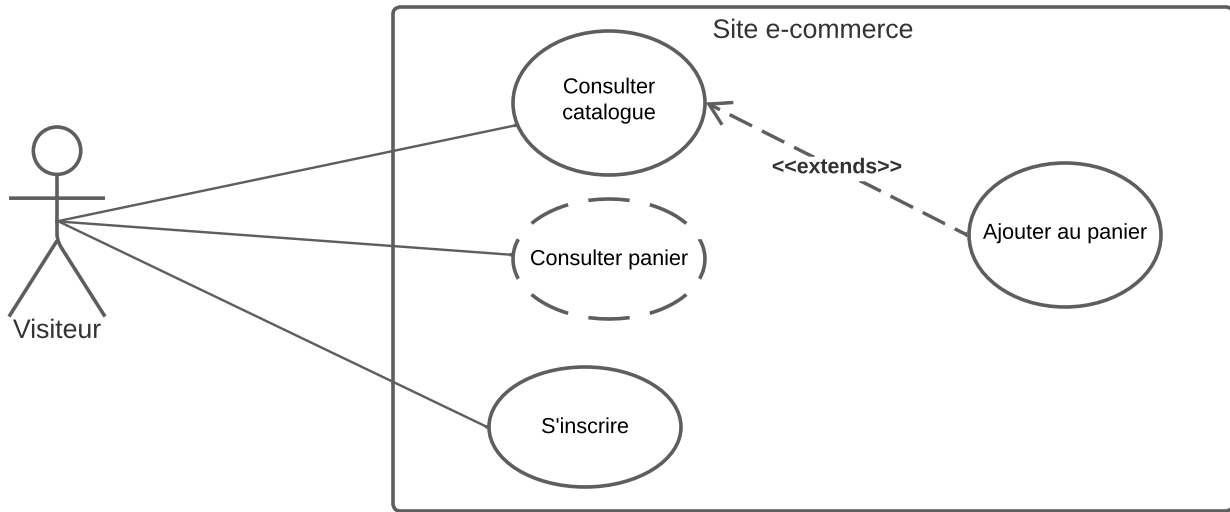 Site e-commerce
Consulter
catalogue
<<extends>>
Ajouter au panier
Consulter panier
Visiteur
S'inscrire